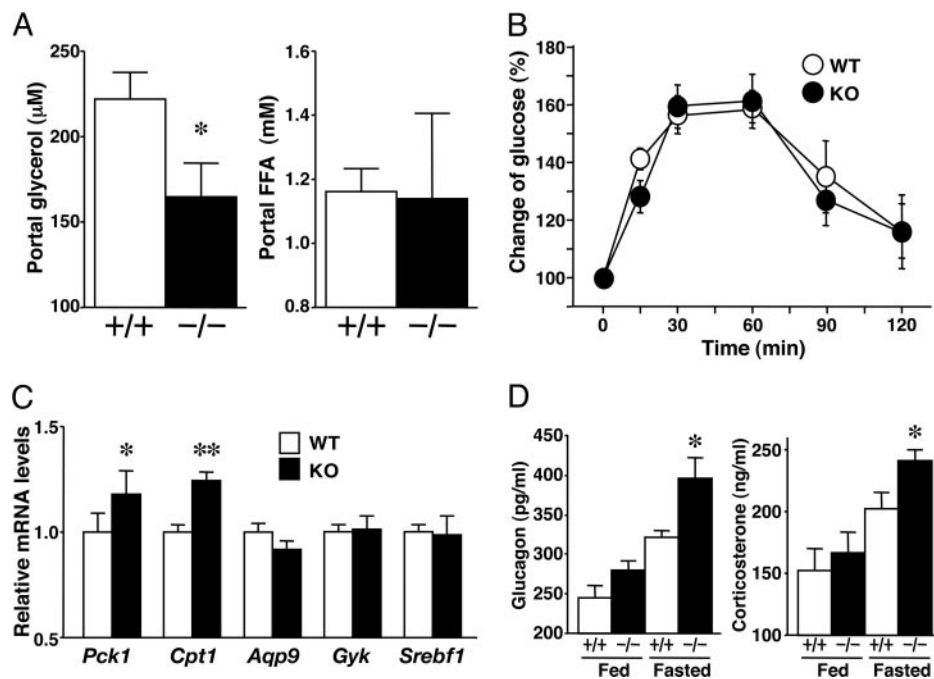 A
250
200
150
100
Portal glycerol (μM)
*
+/+ −/−
1.6
1.4
1.2
1.0
0.8
Portal FFA (mM)
+/+ −/−
B
180
160
140
120
100
Change of glucose (%)
WT
KO
0 30 60 90 120
Time (min)
C
1.5
1.0
0.5
Relative mRNA levels
WT
KO
* **
Pck1 Cpt1 Aqp9 Gyk Srebf1
D
450
400
350
300
250
200
Glucagon (pg/ml)
*
+/+ −/− +/+ −/−
Fed Fasted
250
200
150
100
Corticosterone (ng/ml)
*
+/+ −/− +/+ −/−
Fed Fasted